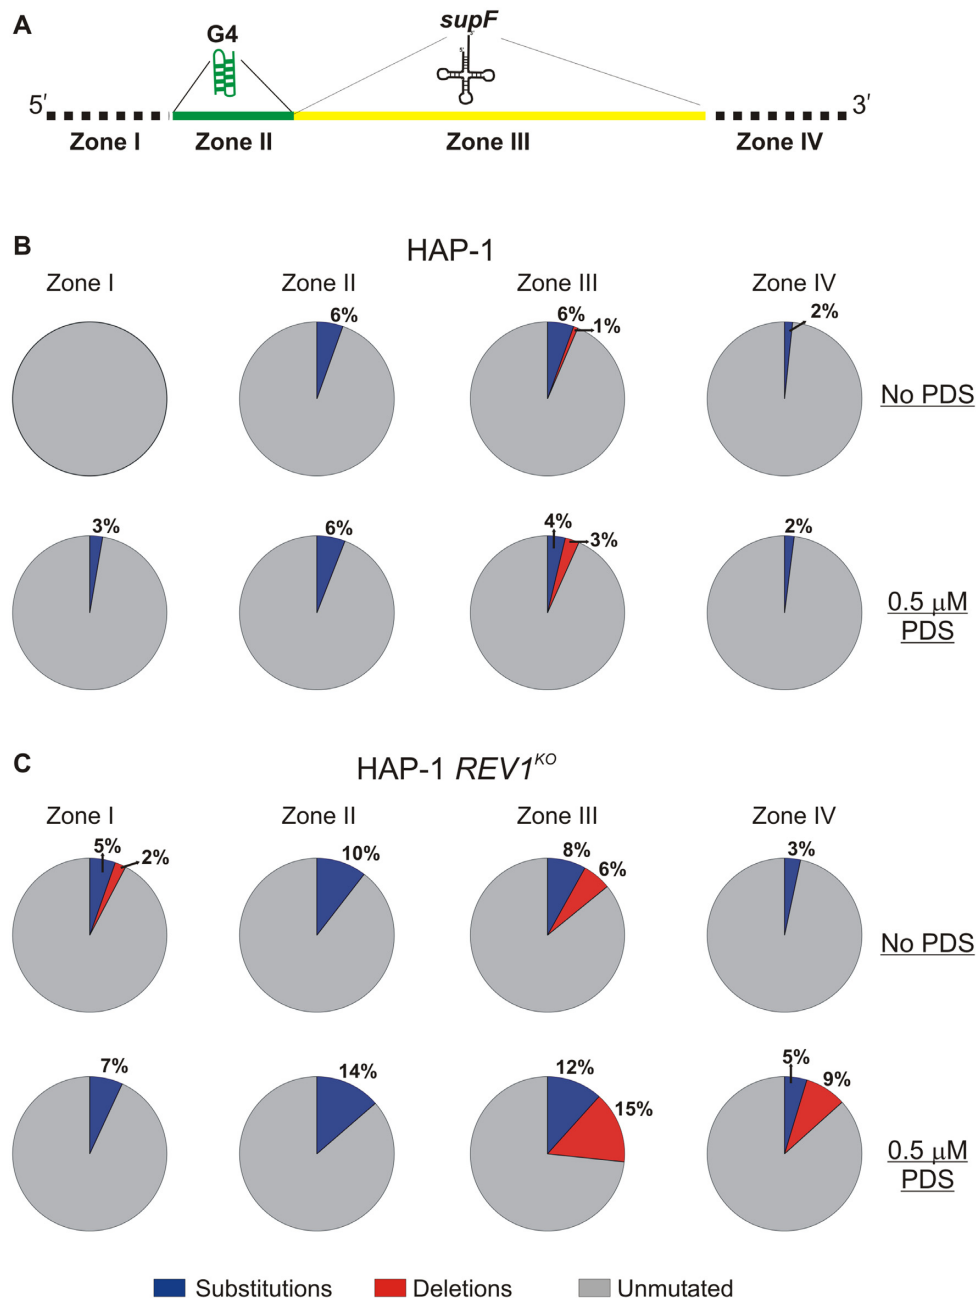 A
supF
G4
5' 3'
Zone I Zone II Zone III Zone IV
B
HAP-1
Zone I Zone II Zone III Zone IV
6% 6% 1% 2%
No PDS
3% 6% 4% 3% 2%
0.5 μM
PDS
C
HAP-1 REV1KO
Zone I Zone II Zone III Zone IV
5% 2% 10% 8% 6% 3%
No PDS
7% 14% 12% 15% 5% 9%
0.5 μM
PDS
Substitutions Deletions Unmutated